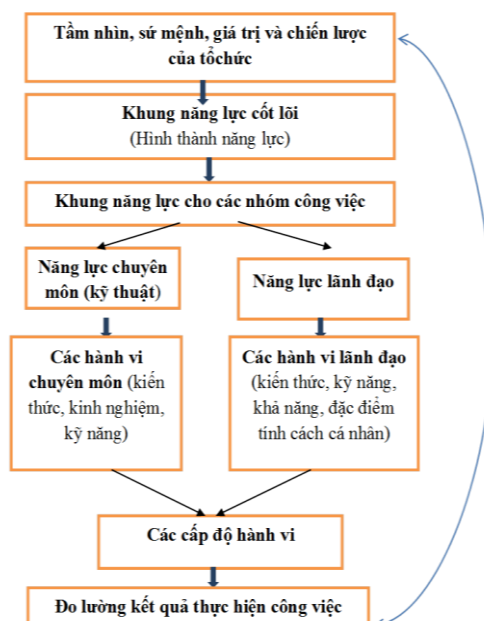 Tầm nhìn, sứ mệnh, giá trị và chiến lược
của tổchức
Khung năng lực cốt lõi
(Hình thành năng lực)
Khung năng lực cho các nhóm công việc
Năng lực chuyên
môn (kỹ thuật)
Năng lực lãnh đạo
Các hành vi
chuyên môn (kiến
thức, kinh nghiệm,
kỹ năng)
Các hành vi lãnh đạo
(kiến thức, kỹ năng,
khả năng, đặc điểm
tính cách cá nhân)
Các cấp độ hành vi
Đo lường kết quả thực hiện công việc